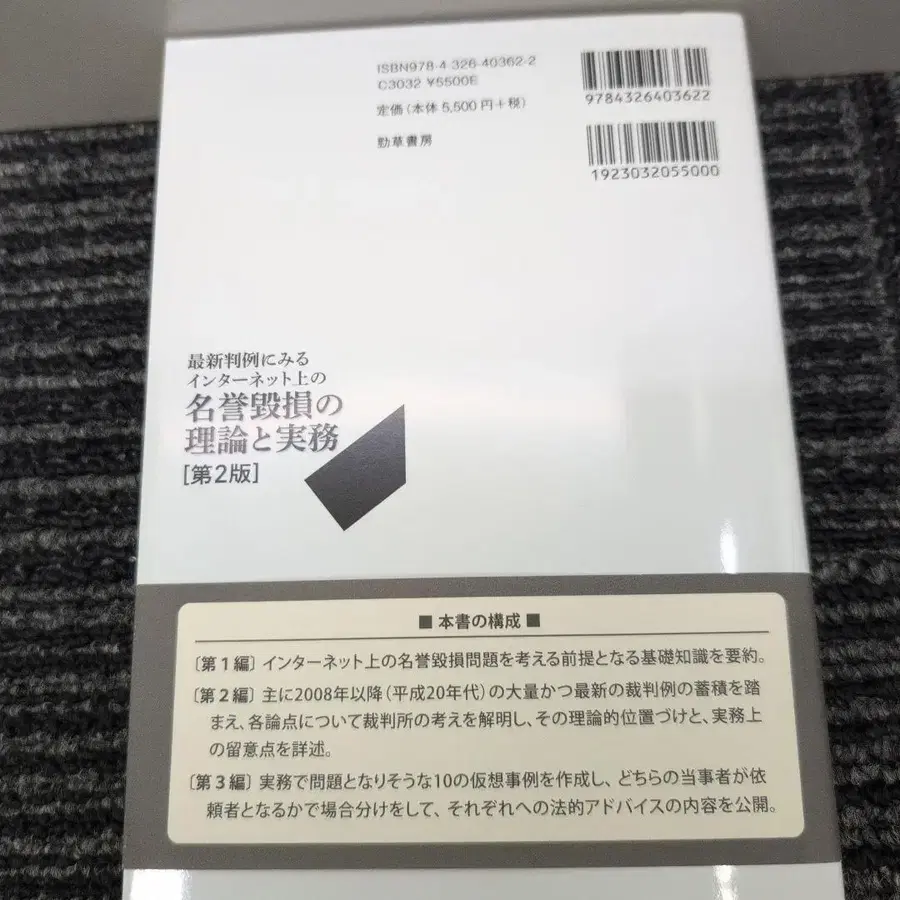 ISBN978-4-326-40362-2
C3032 ¥5500E
定価（本体5,500円＋税）
勁草書房
9784326403622
1923032055000
最新判例にみる
インターネット上の
名誉毀損の
理論と実務
［第2版］
■ 本書の構成 ■
〔第1編〕インターネット上の名誉毀損問題を考える前提となる基礎知識を要約。
〔第2編〕主に2008年以降（平成20年代）の大量かつ最新の裁判例の蓄積を踏
まえ、各論点について裁判所の考えを解明し、その理論的位置づけと、実務上
の留意点を詳述。
〔第3編〕実務で問題となりそうな10の仮想事例を作成し、どちらの当事者が依
頼者となるかで場合分けをして、それぞれへの法的アドバイスの内容を公開。